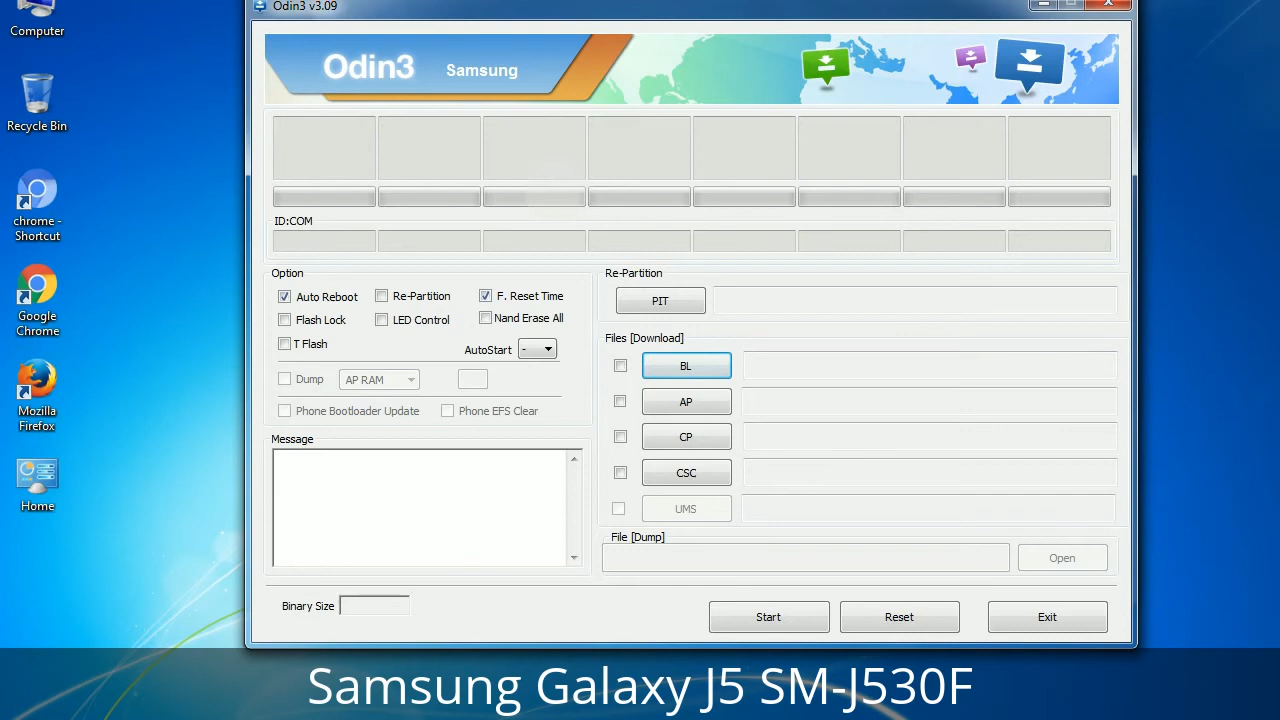 Odin3 v3.09
Computer
Recycle Bin
chrome -
Shortcut
Google
Chrome
Mozilla
Firefox
Home
Odin3 Samsung
ID:COM
Option
Auto Reboot Re-Partition F. Reset Time
Flash Lock LED Control Nand Erase All
T Flash
AutoStart -
Dump AP RAM
Phone Bootloader Update Phone EFS Clear
Message
Re-Partition
PIT
Files [Download]
BL
AP
CP
CSC
UMS
File [Dump]
Open
Binary Size
Start Reset Exit
Samsung Galaxy J5 SM-J530F